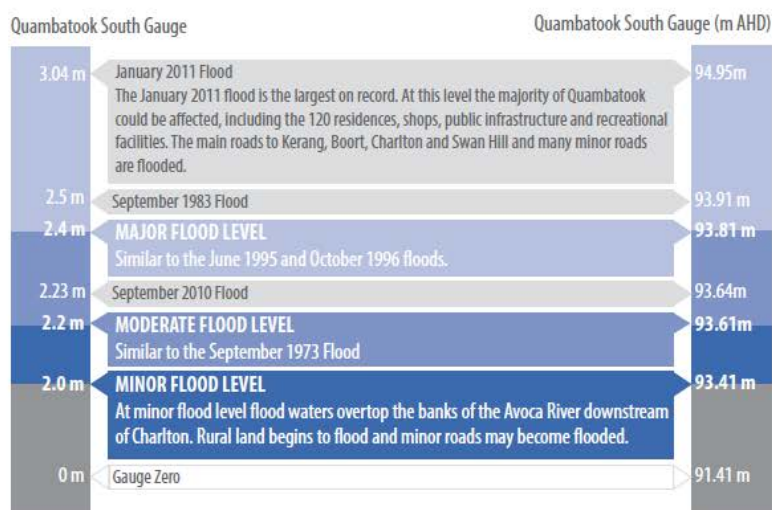 Quambatook South Gauge
Quambatook South Gauge (m AHD)
3.04 m
January 2011 Flood
94.95m
The January 2011 flood is the largest on record. At this level the majority of Quambatook
could be affected, including the 120 residences, shops, public infrastructure and recreational
facilities. The main roads to Kerang, Boort, Charlton and Swan Hill and many minor roads
are flooded.
2.5 m
September 1983 Flood
93.91 m
2.4 m
MAJOR FLOOD LEVEL
93.81 m
Similar to the June 1995 and October 1996 floods.
2.23 m
September 2010 Flood
93.64m
2.2 m
MODERATE FLOOD LEVEL
93.61m
Similar to the September 1973 Flood
2.0 m
MINOR FLOOD LEVEL
93.41 m
At minor flood level flood waters overtop the banks of the Avoca River downstream
of Charlton. Rural land begins to flood and minor roads may become flooded.
0 m
Gauge Zero
91.41 m